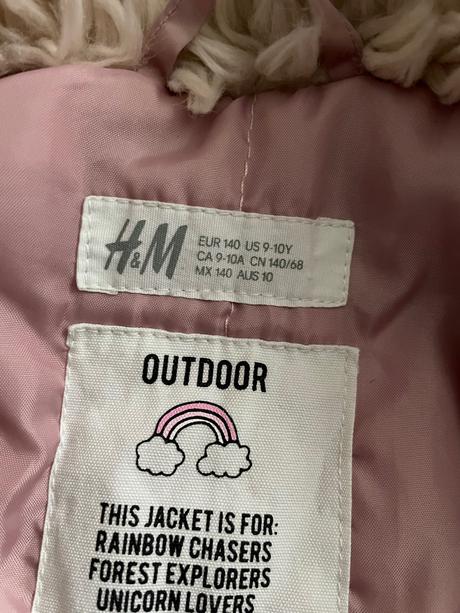 H&M
EUR 140 US 9-10Y
CA 9-10A CN 140/68
MX 140 AUS 10
OUTDOOR
THIS JACKET IS FOR:
RAINBOW CHASERS
FOREST EXPLORERS
UNICORN LOVERS